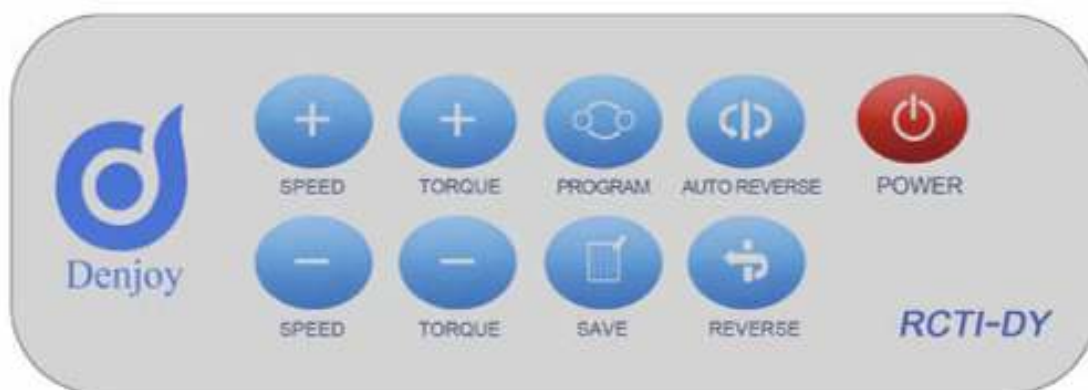 SPEED TORQUE PROGRAM AUTO REVERSE POWER
Denjoy
SPEED TORQUE SAVE REVERSE
RCTI-DY